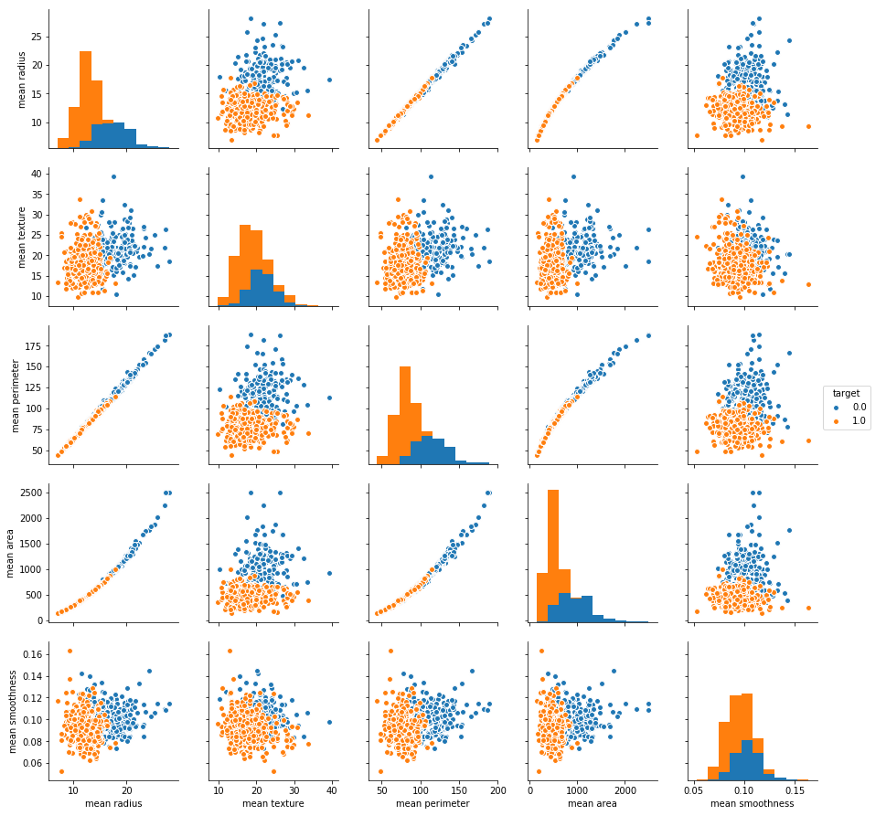 mean radius
25
20
15
10
mean texture
40
35
30
25
20
15
10
mean perimeter
175
150
125
100
75
50
target
0.0
1.0
mean area
2500
2000
1500
1000
500
0
mean smoothness
0.16
0.14
0.12
0.10
0.08
0.06
10 20
10 20 30 40
50 100 150 200
0 1000 2000
0.05 0.10 0.15
mean radius
mean texture
mean perimeter
mean area
mean smoothness